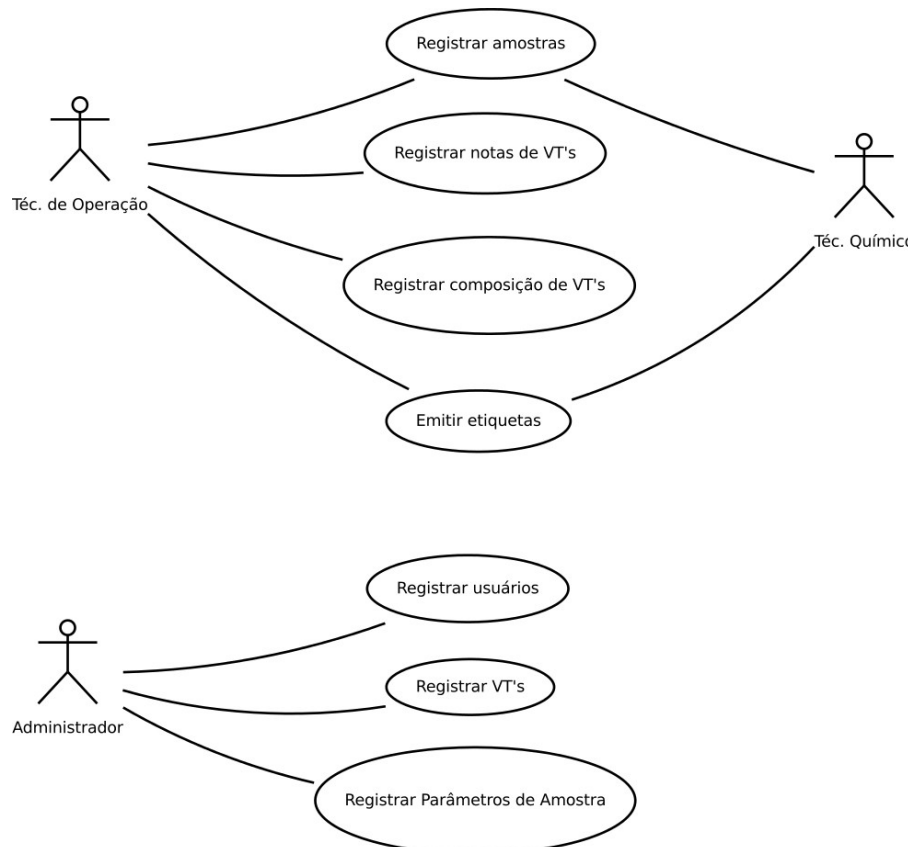 Registrar amostras
Registrar notas de VT's
Téc. de Operação
Téc. Químico
Registrar composição de VT's
Emitir etiquetas
Registrar usuários
Registrar VT's
Administrador
Registrar Parâmetros de Amostra